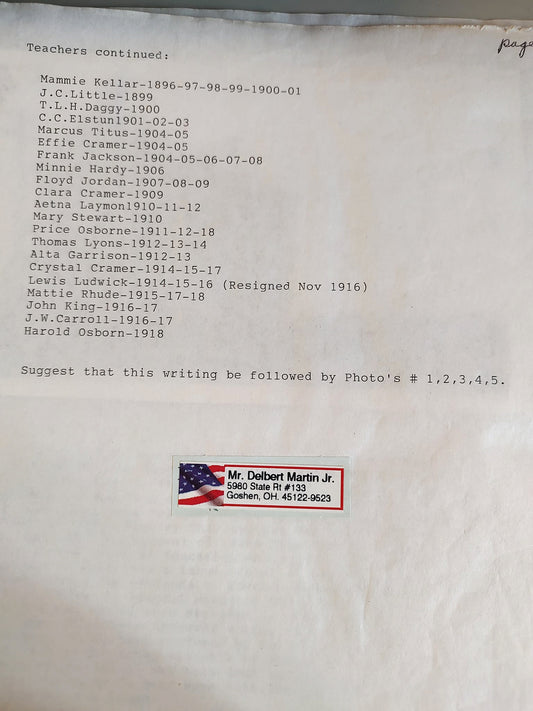 page
Teachers continued:
Mammie Kellar-1896-97-98-99-1900-01
J.C.Little-1899
T.L.H.Daggy-1900
C.C.Elstun1901-02-03
Marcus Titus-1904-05
Effie Cramer-1904-05
Frank Jackson-1904-05-06-07-08
Minnie Hardy-1906
Floyd Jordan-1907-08-09
Clara Cramer-1909
Aetna Laymon1910-11-12
Mary Stewart-1910
Price Osborne-1911-12-18
Thomas Lyons-1912-13-14
Alta Garrison-1912-13
Crystal Cramer-1914-15-17
Lewis Ludwick-1914-15-16 (Resigned Nov 1916)
Mattie Rhude-1915-17-18
John King-1916-17
J.W.Carroll-1916-17
Harold Osborn-1918
Suggest that this writing be followed by Photo's # 1,2,3,4,5.
Mr. Delbert Martin Jr.
5980 State Rt #133
Goshen, OH. 45122-9523